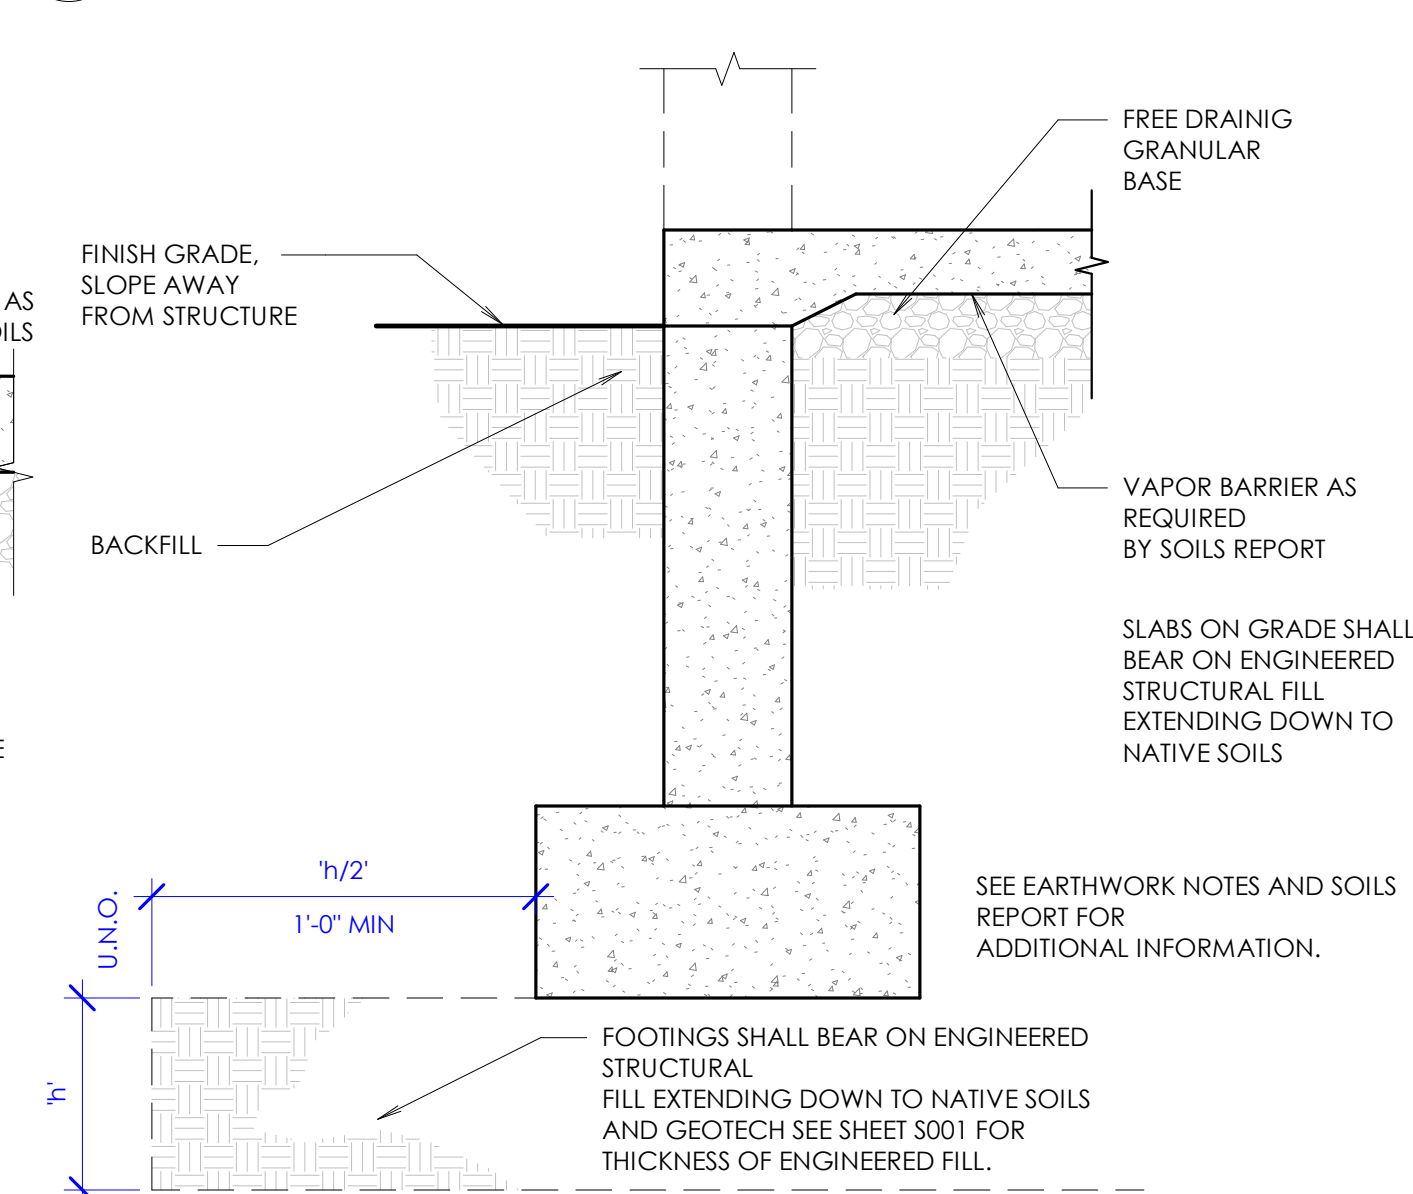 FREE DRAINIG
GRANULAR
BASE
FINISH GRADE,
SLOPE AWAY
FROM STRUCTURE
AS
BACKFILL
VAPOR BARRIER AS
REQUIRED
BY SOILS REPORT
SLABS ON GRADE SHALL
BEAR ON ENGINEERED
STRUCTURAL FILL
EXTENDING DOWN TO
NATIVE SOILS
'h/2'
1'-0" MIN
U.N.O.
SEE EARTHWORK NOTES AND SOILS
REPORT FOR
ADDITIONAL INFORMATION.
'h'
FOOTINGS SHALL BEAR ON ENGINEERED
STRUCTURAL
FILL EXTENDING DOWN TO NATIVE SOILS
AND GEOTECH SEE SHEET S001 FOR
THICKNESS OF ENGINEERED FILL.